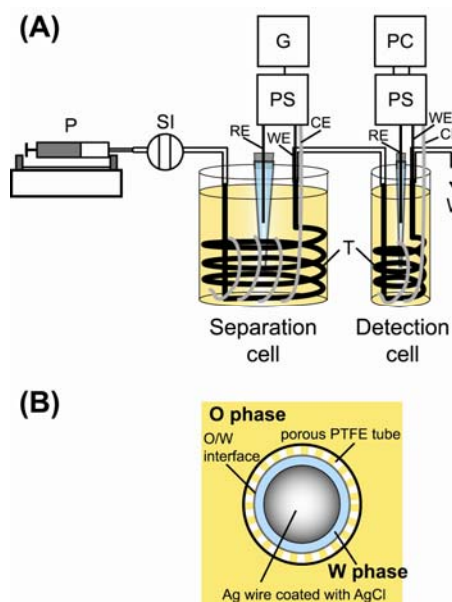 (A)
G
PC
PS
PS
P
SI
RE
WE
CE
RE
WE
T
Separation
cell
Detection
cell
(B)
O phase
O/W
interface
porous PTFE tube
W phase
Ag wire coated with AgCl